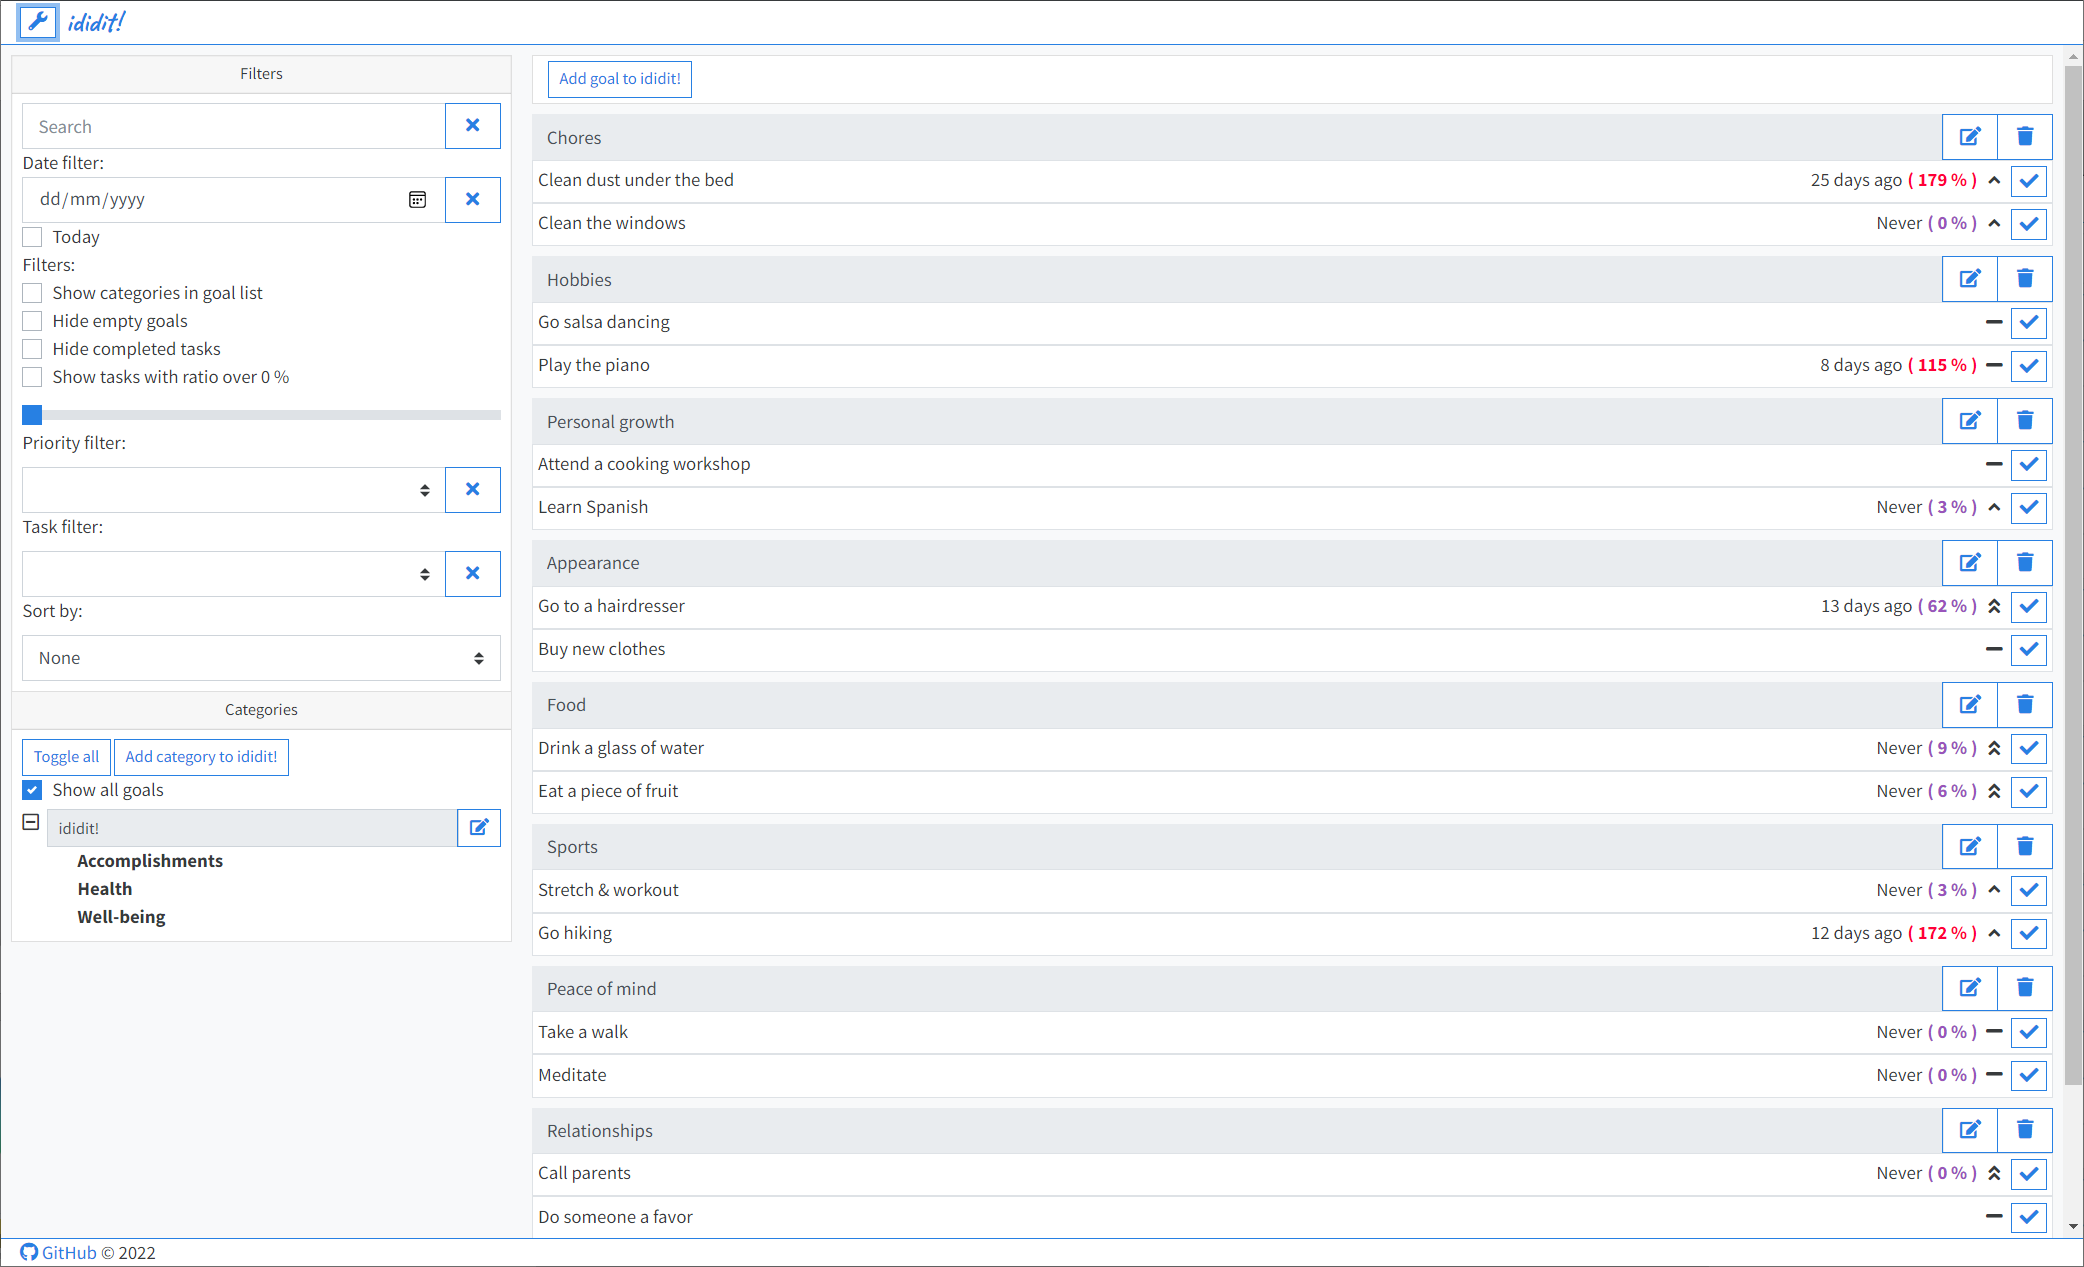 ididit!
Filters
Search
Date filter:
dd/mm/yyyy
Today
Filters:
Show categories in goal list
Hide empty goals
Hide completed tasks
Show tasks with ratio over 0 %
Priority filter:
Task filter:
Sort by:
None
Categories
Toggle all
Add category to ididit!
Show all goals
ididit!
Accomplishments
Health
Well-being
Add goal to ididit!
Chores
Clean dust under the bed 25 days ago ( 179 % )
Clean the windows Never ( 0 % )
Hobbies
Go salsa dancing
Play the piano 8 days ago ( 115 % )
Personal growth
Attend a cooking workshop
Learn Spanish Never ( 3 % )
Appearance
Go to a hairdresser 13 days ago ( 62 % )
Buy new clothes
Food
Drink a glass of water Never ( 9 % )
Eat a piece of fruit Never ( 6 % )
Sports
Stretch & workout Never ( 3 % )
Go hiking 12 days ago ( 172 % )
Peace of mind
Take a walk Never ( 0 % )
Meditate Never ( 0 % )
Relationships
Call parents Never ( 0 % )
Do someone a favor
GitHub © 2022